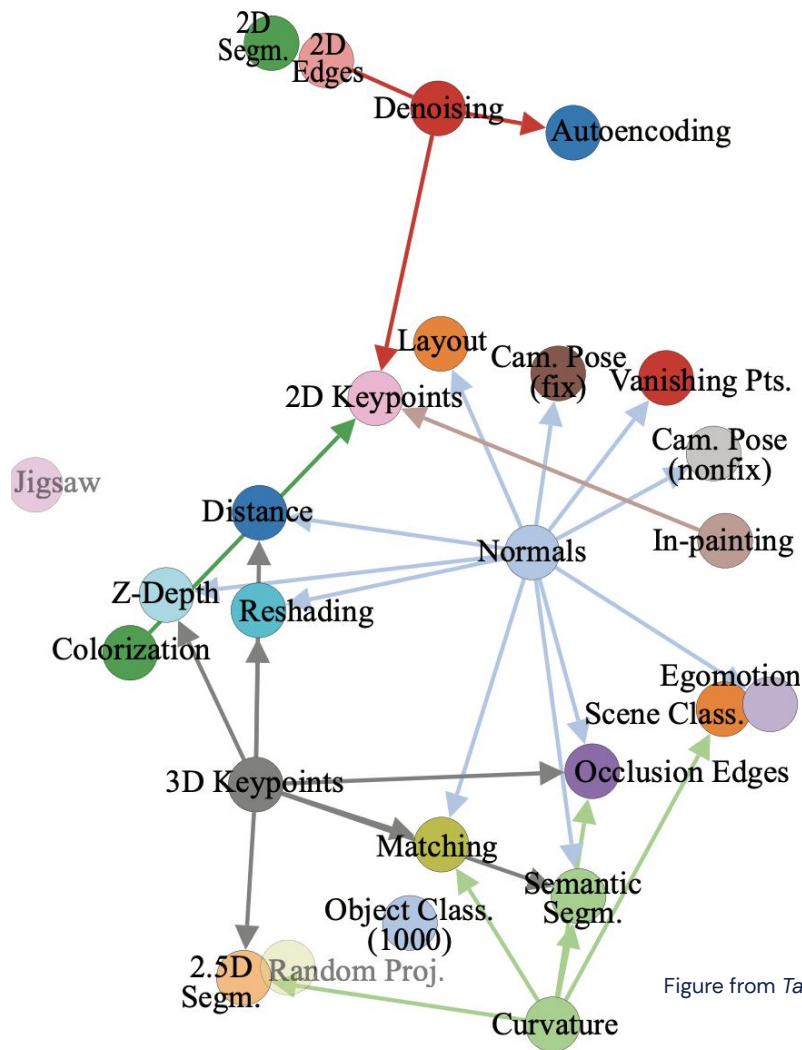 2D
Segm.
2D
Edges
Denoising
Autoencoding
Layout
Cam. Pose
(fix)
Vanishing Pts.
2D Keypoints
Cam. Pose
(nonfix)
Jigsaw
Distance
Normals
In-painting
Z-Depth
Reshading
Colorization
Egomotion
Scene Class.
3D Keypoints
Occlusion Edges
Matching
Semantic
Segm.
Object Class.
(1000)
2.5D
Segm.
Random Proj.
Figure from Ta
Curvature